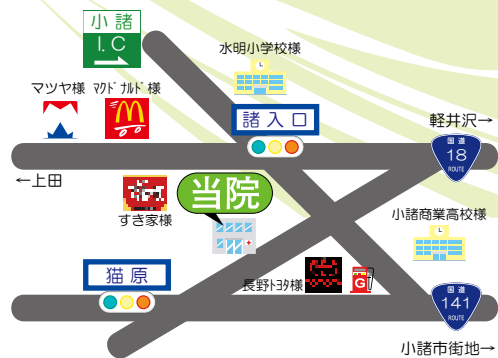 小諸
I.C
水明小学校様
マツヤ様
マクドナルド様
諸入口
軽井沢→
国道
18
ROUTE
←上田
すき家様
当院
小諸商業高校様
猫原
長野トヨタ様
G
国道
141
ROUTE
小諸市街地→